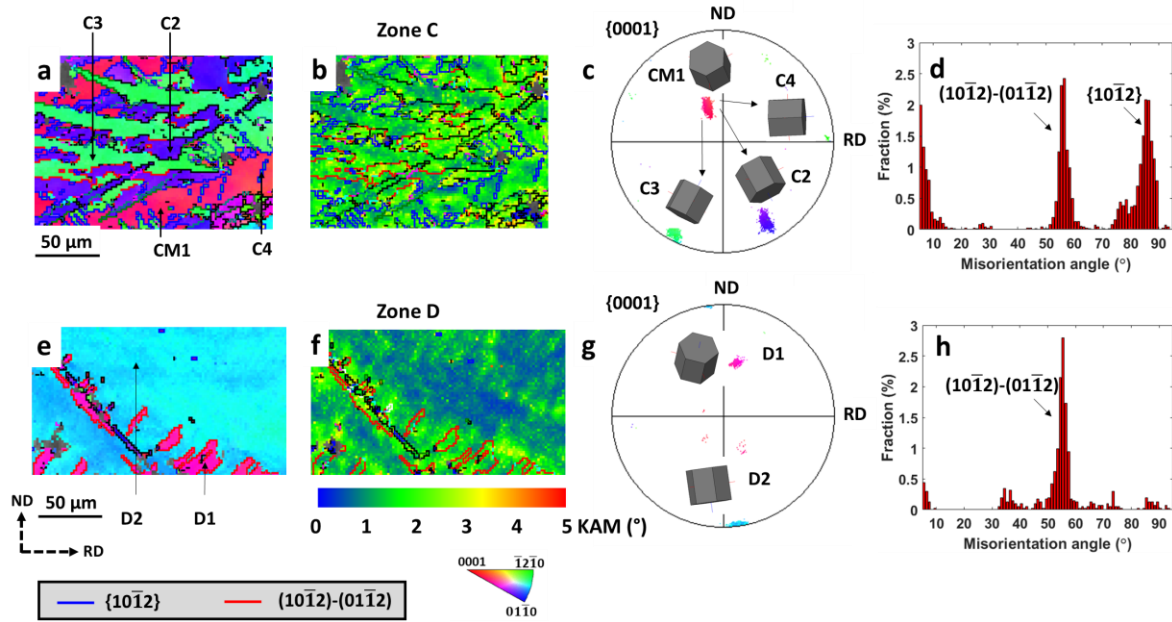 C3 C2
Zone C
a
b
50 μm
CM1
C4
c
{0001}
ND
CM1
C4
RD
C3
C2
d
3
2.5
2
1.5
1
0.5
0
Fraction (%)
(101̅2)-(011̅2)
{101̅2}
10 20 30 40 50 60 70 80 90
Misorientation angle (°)
Zone D
e
f
50 μm
D2 D1
ND
RD
0 1 2 3 4 5 KAM (°)
0001
1̅21̅0
011̅0
g
{0001}
ND
D1
RD
D2
h
3
2.5
2
1.5
1
0.5
0
Fraction (%)
(101̅2)-(011̅2)
10 20 30 40 50 60 70 80 90
Misorientation angle (°)
{101̅2}
(101̅2)-(011̅2)